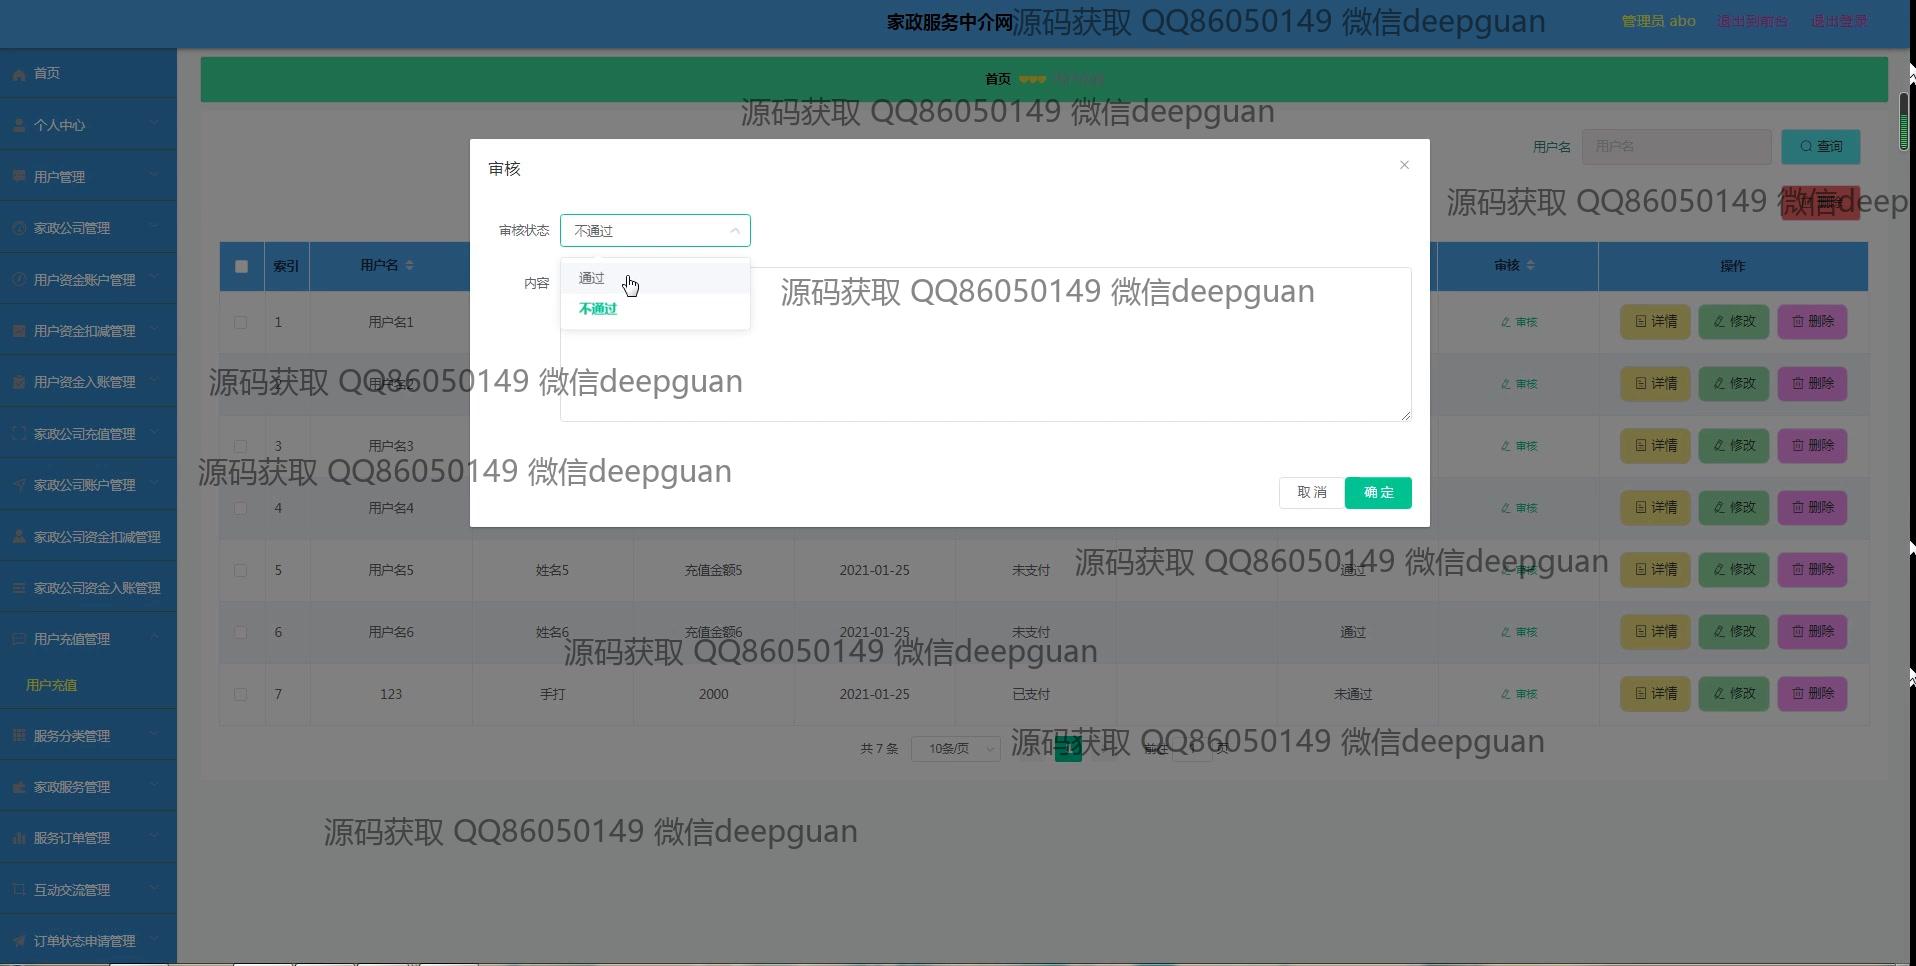 家政服务中介网
源码获取 QQ86050149 微信deepguan
管理员 abo
退出到前台
退出登录
首页
个人中心
用户管理
家政公司管理
用户资金账户管理
用户资金扣减管理
用户资金入账管理
家政公司充值管理
家政公司账户管理
家政公司资金扣减管理
家政公司资金入账管理
用户充值管理
用户充值
服务分类管理
家政服务管理
服务订单管理
互动交流管理
订单状态申请管理
首页
源码获取 QQ86050149 微信deepguan
用户名
用户名
查询
源码获取 QQ86050149 微信deepguan
删除
审核
审核状态
不通过
通过
不通过
内容
源码获取 QQ86050149 微信deepguan
取消
确定
索引 用户名 审核 操作
1 用户名1 审核 详情 修改 删除
2 用户名2 审核 详情 修改 删除
源码获取 QQ86050149 微信deepguan
3 用户名3 审核 详情 修改 删除
源码获取 QQ86050149 微信deepguan
4 用户名4 审核 详情 修改 删除
5 用户名5 姓名5 充值金额5 2021-01-25 未支付 通过 审核 详情 修改 删除
源码获取 QQ86050149 微信deepguan
6 用户名6 姓名6 充值金额6 2021-01-25 未支付 通过 审核 详情 修改 删除
源码获取 QQ86050149 微信deepguan
7 123 手打 2000 2021-01-25 已支付 未通过 审核 详情 修改 删除
共 7 条 10条/页 1 前往 1 页
源码获取 QQ86050149 微信deepguan
源码获取 QQ86050149 微信deepguan